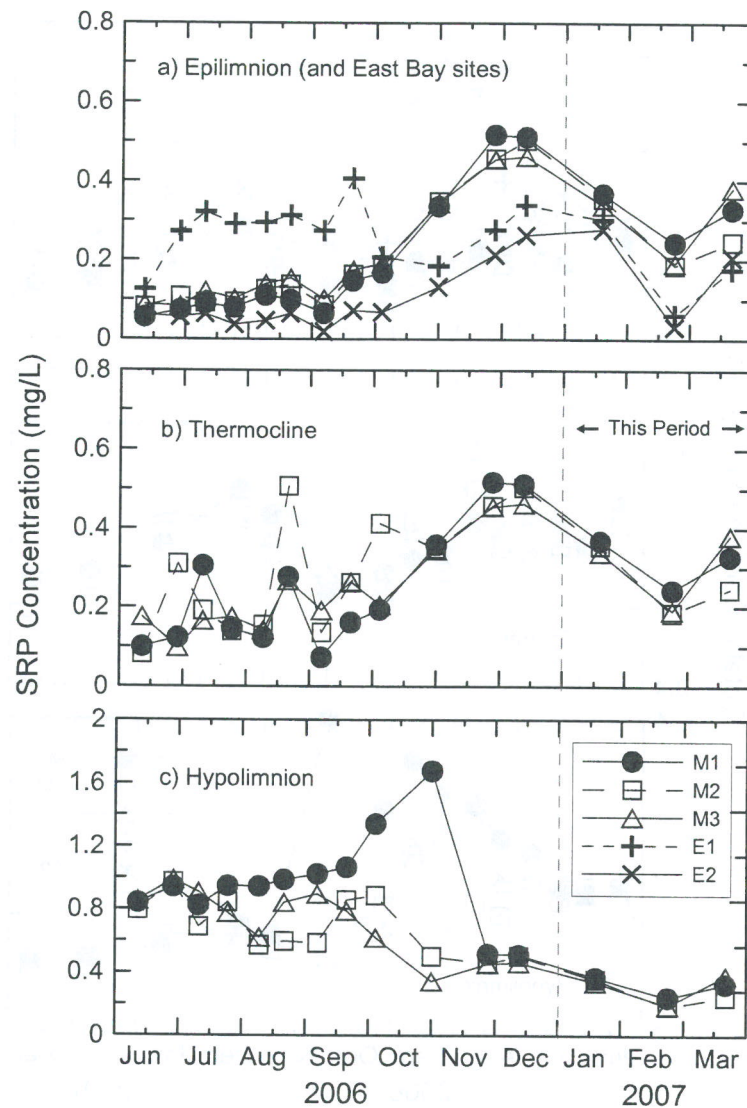 0.8
a) Epilimnion (and East Bay sites)
0.6
0.4
0.2
0
0.8
b) Thermocline
← This Period →
0.6
0.4
0.2
0
SRP Concentration (mg/L)
2
c) Hypolimnion
1.6
1.2
0.8
0.4
0
M1
M2
M3
E1
E2
Jun Jul Aug Sep Oct Nov Dec Jan Feb Mar
2006 2007